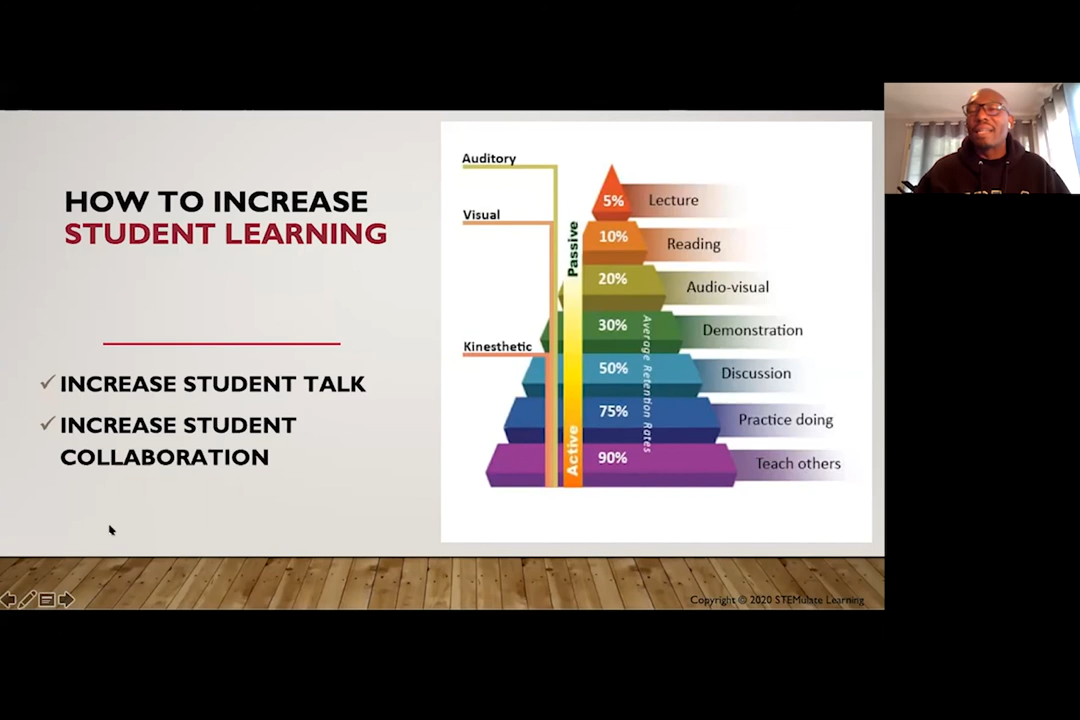 HOW TO INCREASE
STUDENT LEARNING
✓ INCREASE STUDENT TALK
✓ INCREASE STUDENT
COLLABORATION
Auditory
Visual
Kinesthetic
Passive
Active
Average Retention Rates
5% Lecture
10% Reading
20% Audio-visual
30% Demonstration
50% Discussion
75% Practice doing
90% Teach others
Copyright © 2020 STEMulate Learning